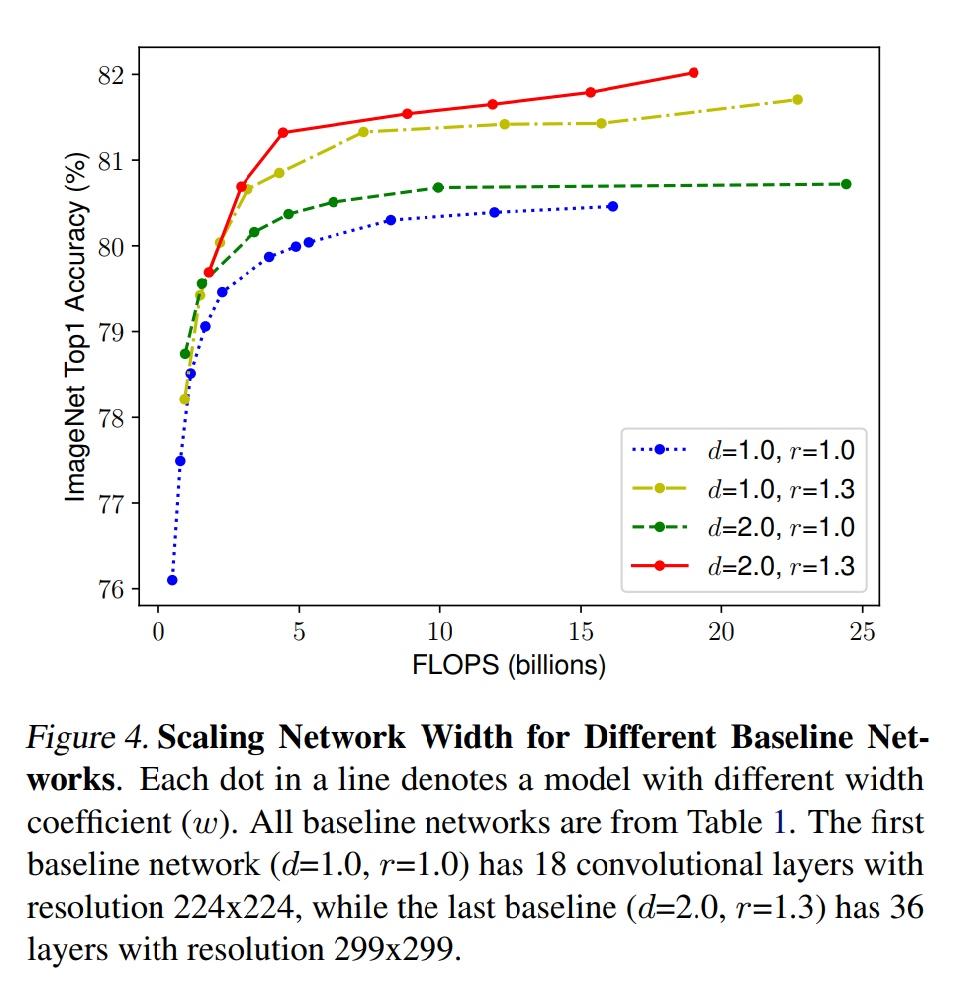 82
81
80
79
78
77
76
ImageNet Top1 Accuracy (%)
d=1.0, r=1.0
d=1.0, r=1.3
d=2.0, r=1.0
d=2.0, r=1.3
0 5 10 15 20 25
FLOPS (billions)
Figure 4. Scaling Network Width for Different Baseline Net-
works. Each dot in a line denotes a model with different width
coefficient (w). All baseline networks are from Table 1. The first
baseline network (d=1.0, r=1.0) has 18 convolutional layers with
resolution 224x224, while the last baseline (d=2.0, r=1.3) has 36
layers with resolution 299x299.